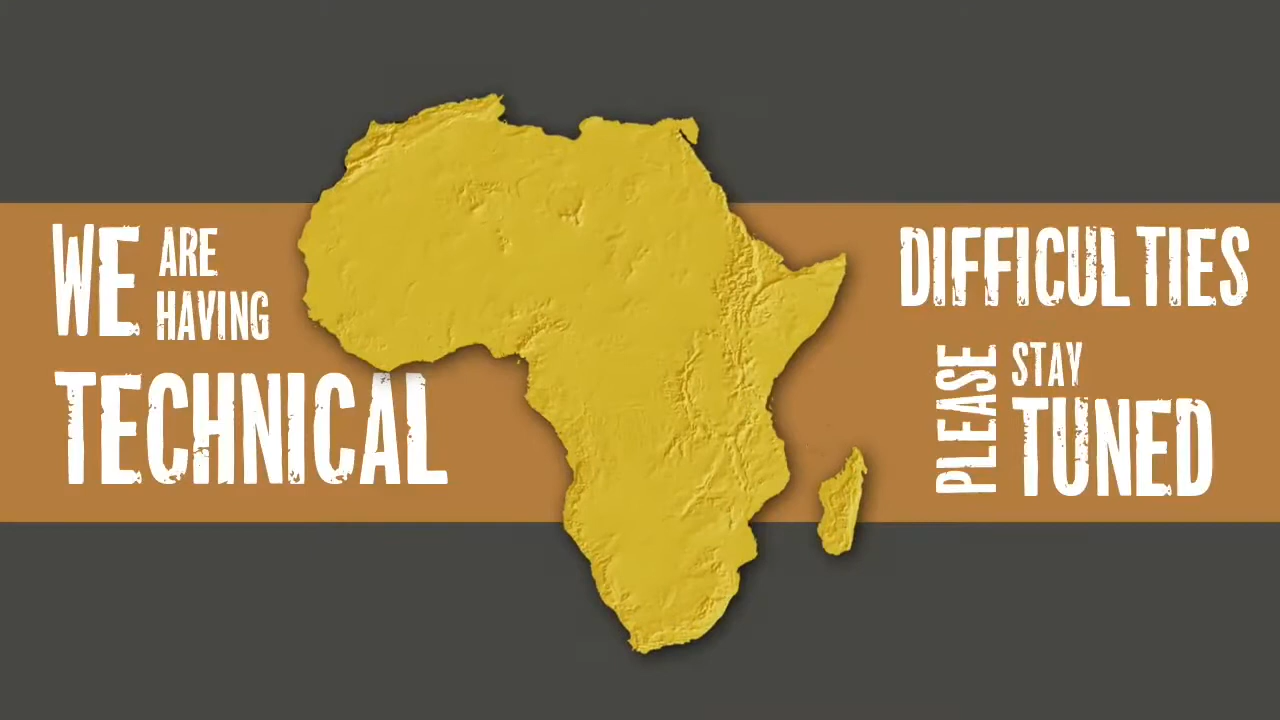 WE ARE
HAVING
TECHNICAL
DIFFICULTIES
PLEASE
STAY
TUNED